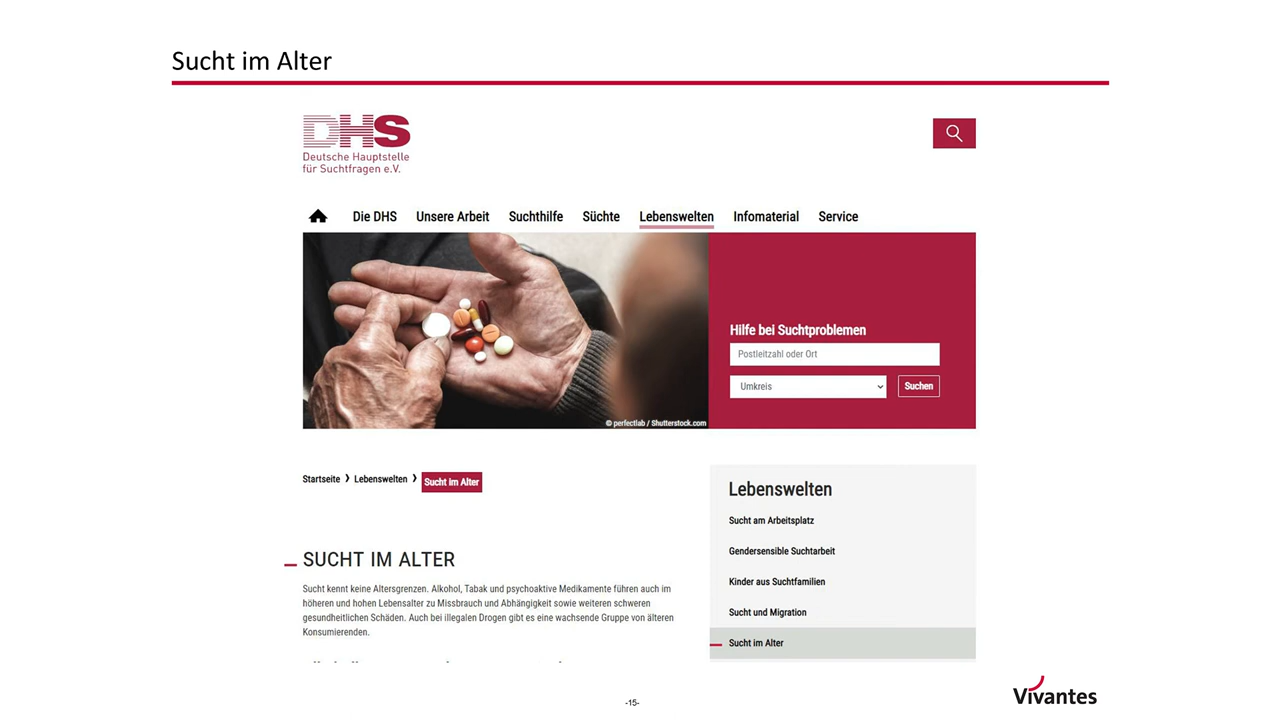 Sucht im Alter
DHS
Deutsche Hauptstelle
für Suchtfragen e.V.
Die DHS
Unsere Arbeit
Suchthilfe
Süchte
Lebenswelten
Infomaterial
Service
© perfectlab / Shutterstock.com
Hilfe bei Suchtproblemen
Postleitzahl oder Ort
Umkreis
Suchen
Startseite › Lebenswelten › Sucht im Alter
SUCHT IM ALTER
Sucht kennt keine Altersgrenzen. Alkohol, Tabak und psychoaktive Medikamente führen auch im
höheren und hohen Lebensalter zu Missbrauch und Abhängigkeit sowie weiteren schweren
gesundheitlichen Schäden. Auch bei illegalen Drogen gibt es eine wachsende Gruppe von älteren
Konsumierenden.
Lebenswelten
Sucht am Arbeitsplatz
Gendersensible Suchtarbeit
Kinder aus Suchtfamilien
Sucht und Migration
Sucht im Alter
-15-
Vivantes